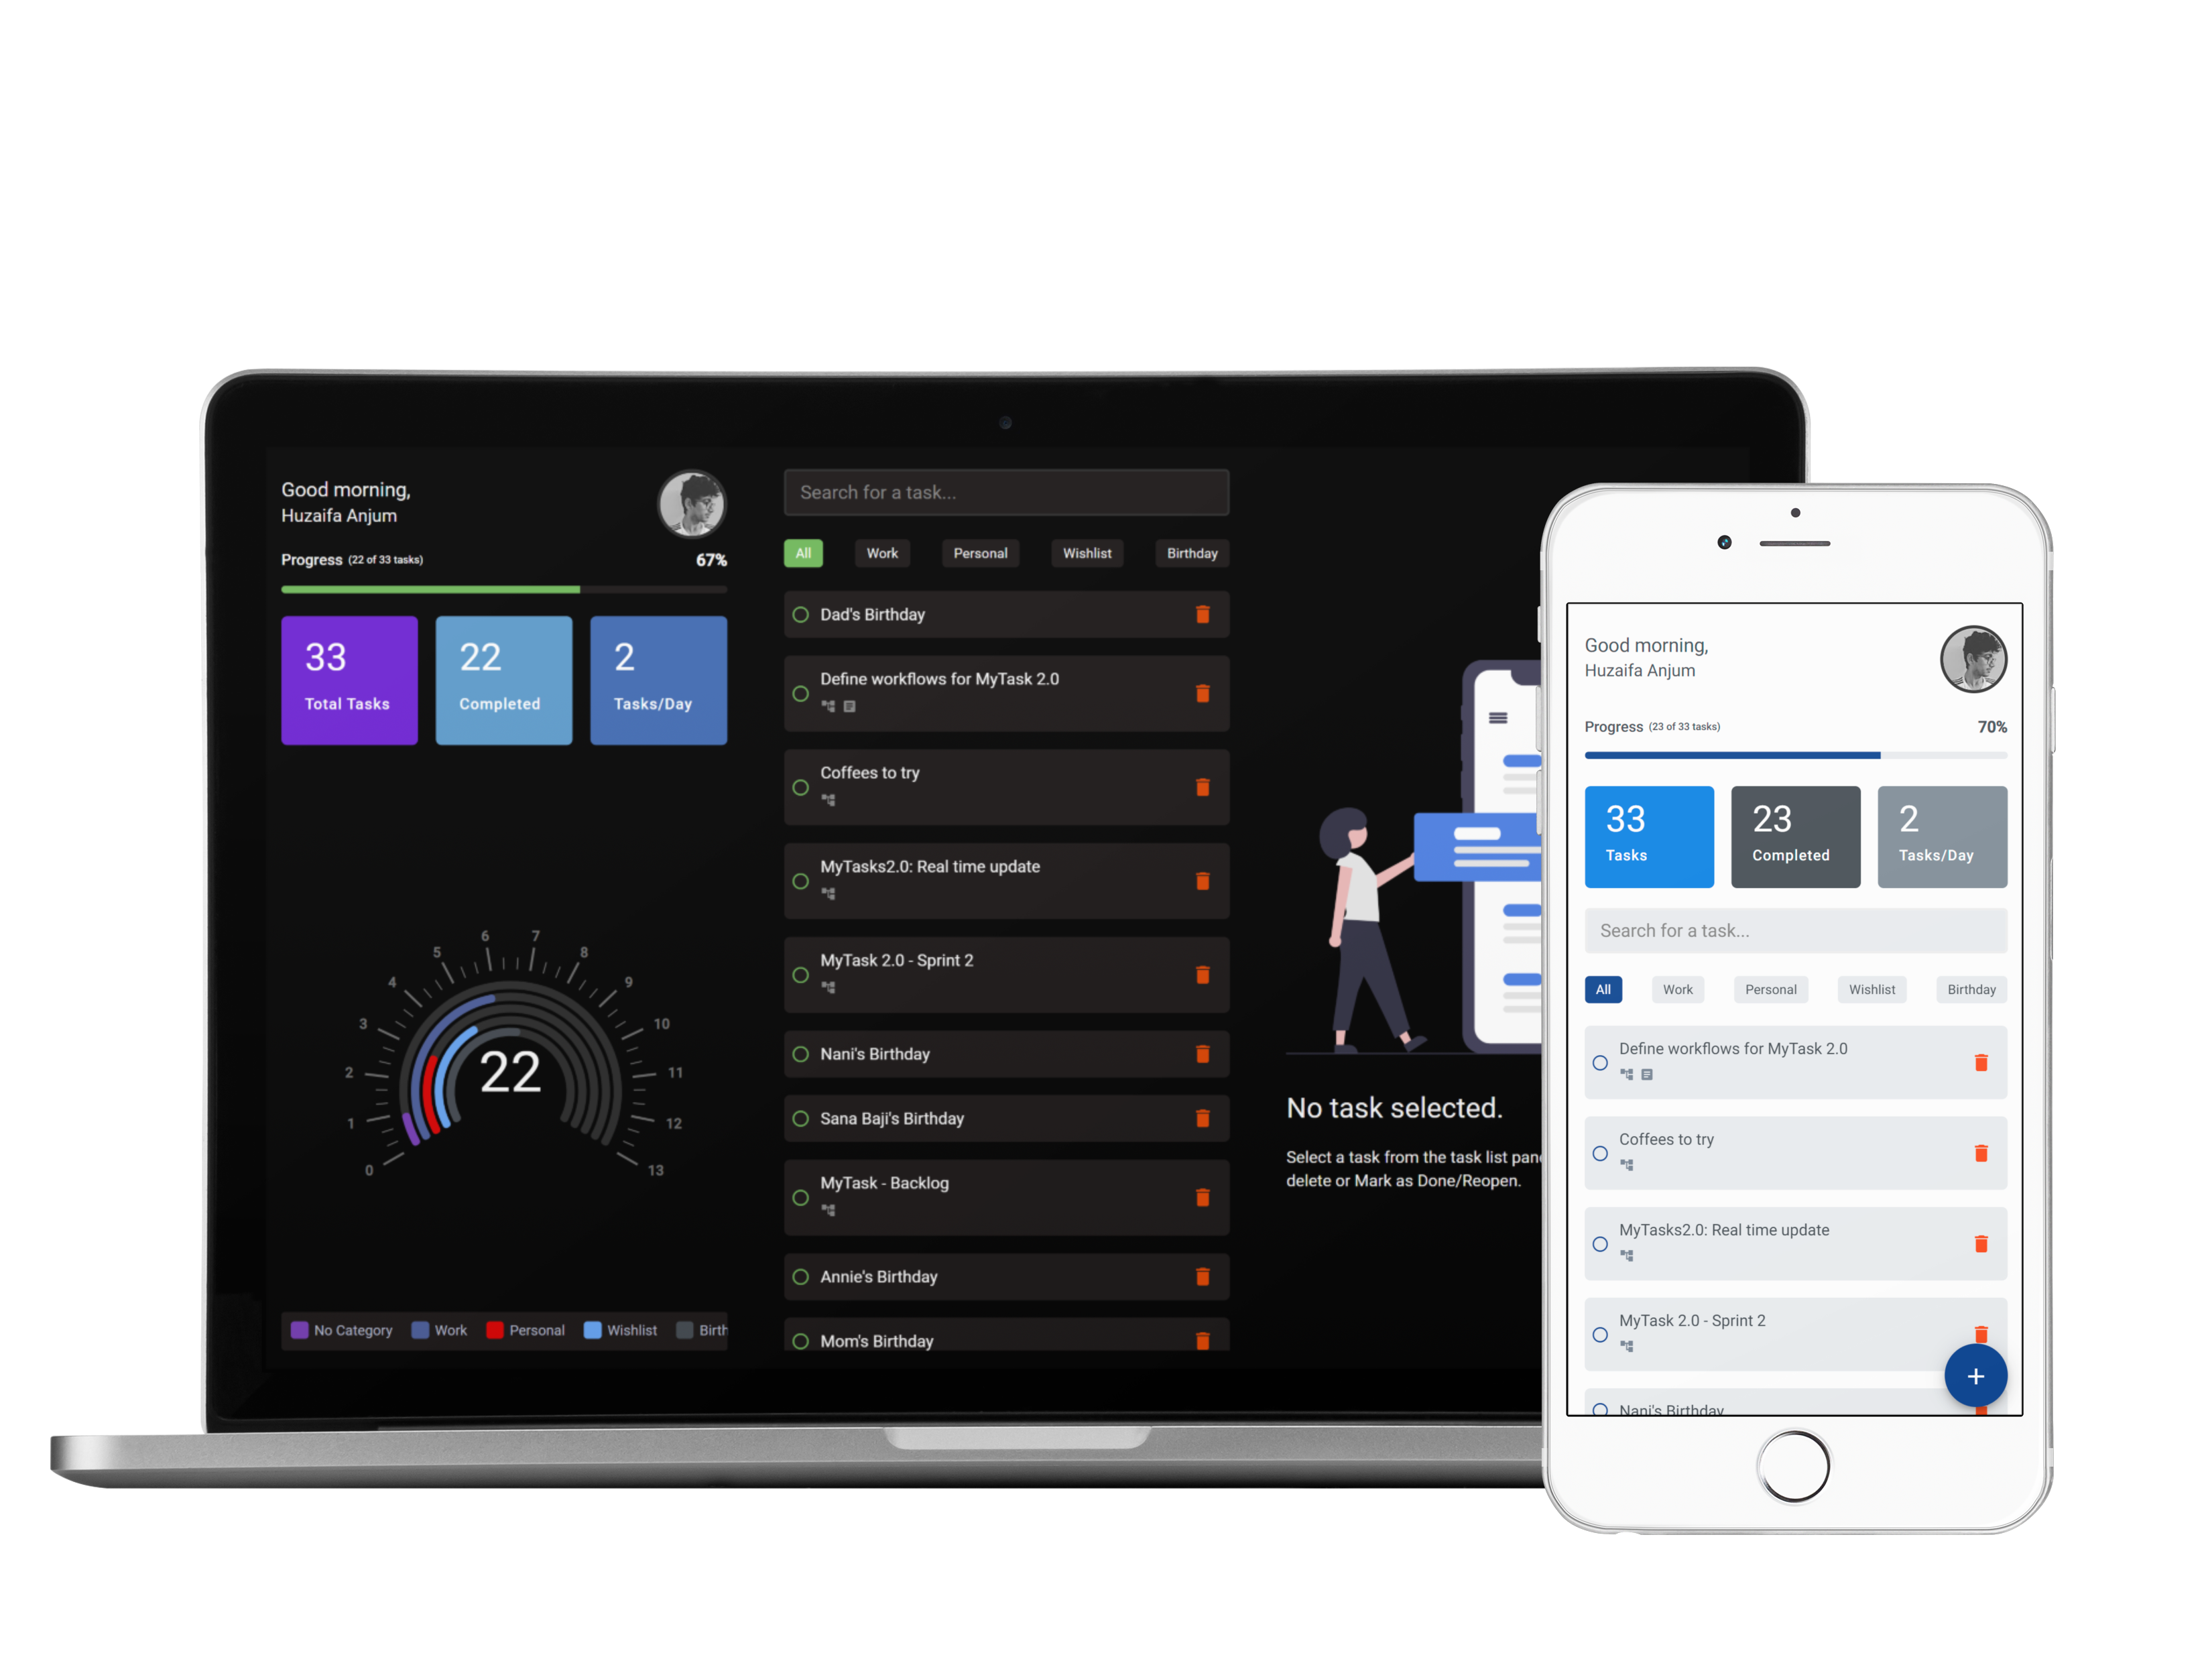 Good morning,
Huzaifa Anjum
Progress (22 of 33 tasks) 67%
33
Total Tasks
22
Completed
2
Tasks/Day
6 7
5 8
4 9
3 10
2 11
1 12
0 13
22
No Category Work Personal Wishlist Birth
Search for a task...
All Work Personal Wishlist Birthday
Dad's Birthday
Define workflows for MyTask 2.0
Coffees to try
MyTasks2.0: Real time update
MyTask 2.0 - Sprint 2
Nani's Birthday
Sana Baji's Birthday
MyTask - Backlog
Annie's Birthday
Mom's Birthday
No task selected.
Select a task from the task list pan
delete or Mark as Done/Reopen.
Good morning,
Huzaifa Anjum
Progress (23 of 33 tasks) 70%
33
Tasks
23
Completed
2
Tasks/Day
Search for a task...
All Work Personal Wishlist Birthday
Define workflows for MyTask 2.0
Coffees to try
MyTasks2.0: Real time update
MyTask 2.0 - Sprint 2
+
Nani's Birthday